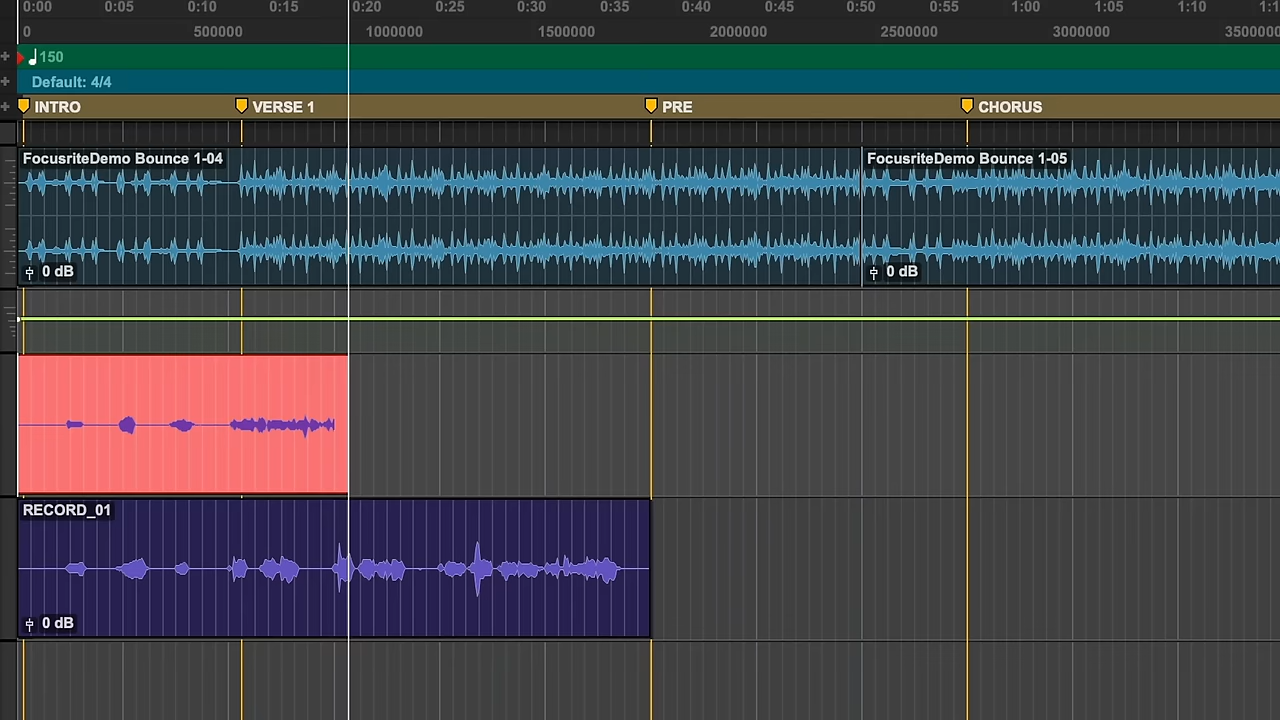 0:00 0:05 0:10 0:15 0:20 0:25 0:30 0:35 0:40 0:45 0:50 0:55 1:00 1:05 1:10
0 500000 1000000 1500000 2000000 2500000 3000000 3500000
150
Default: 4/4
INTRO VERSE 1 PRE CHORUS
FocusriteDemo Bounce 1-04 FocusriteDemo Bounce 1-05
0 dB 0 dB
RECORD_01
0 dB